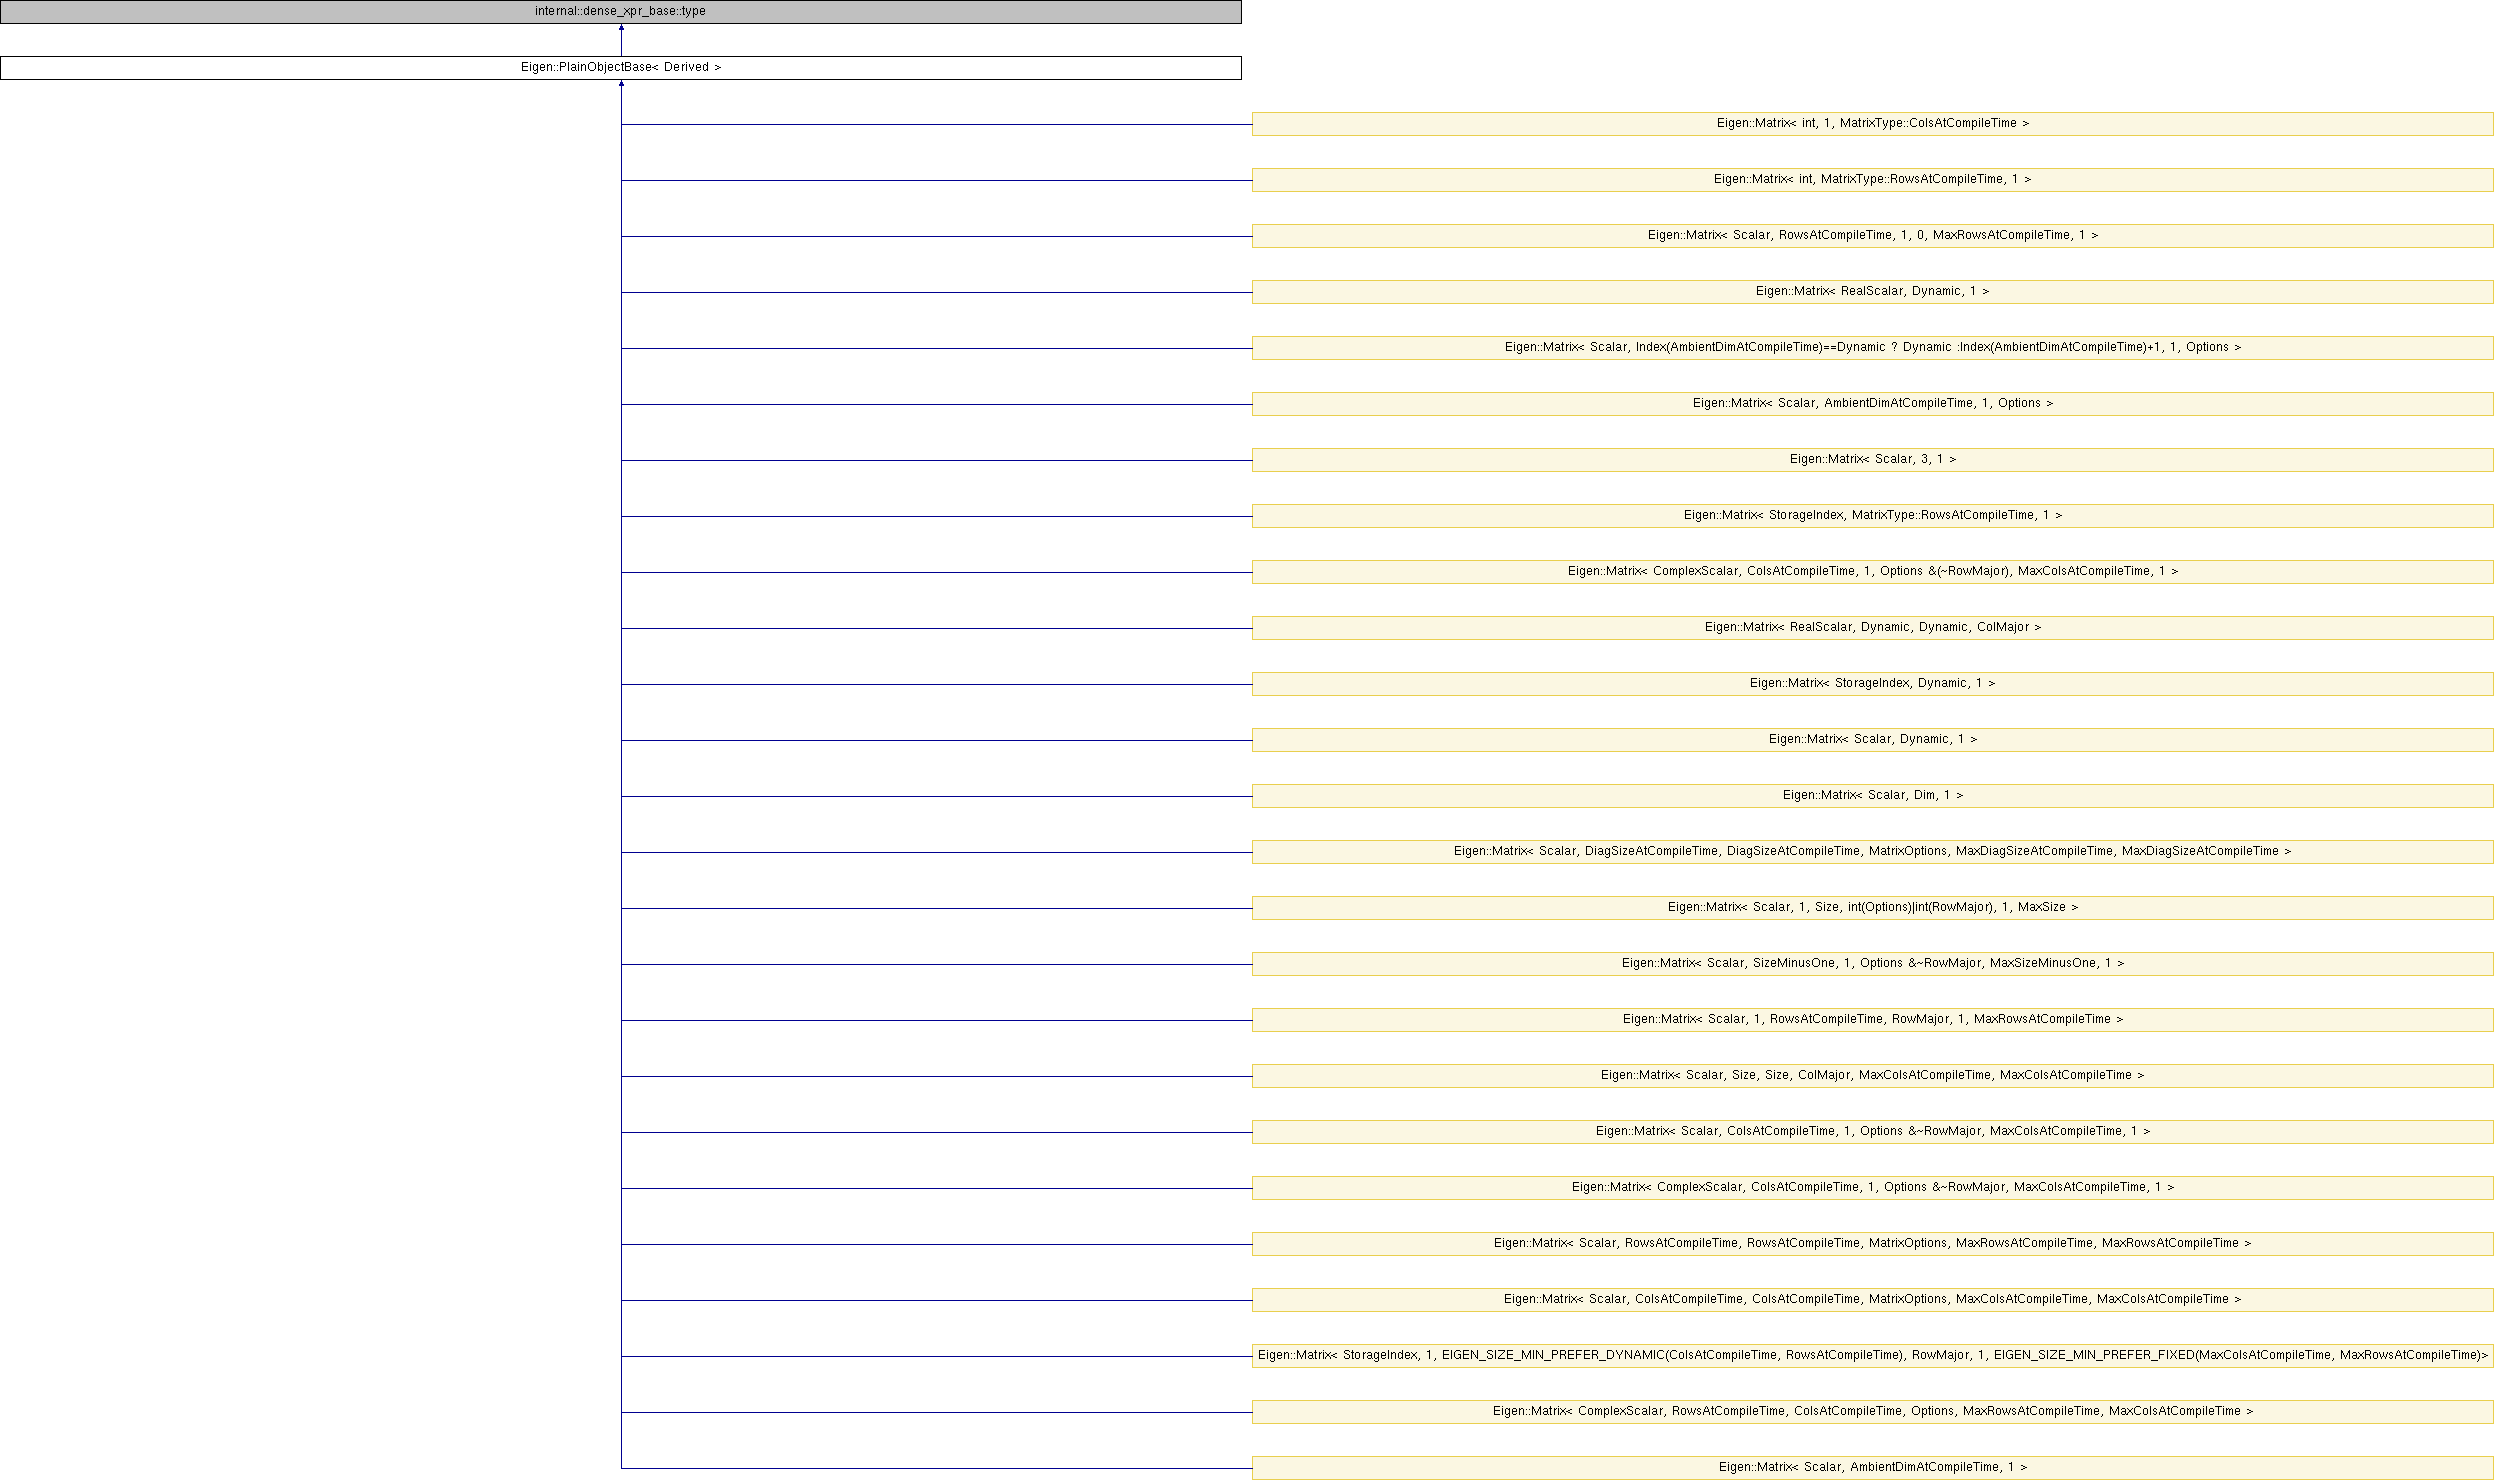 internal::dense_xpr_base::type
Eigen::PlainObjectBase< Derived >
Eigen::Matrix< int, 1, MatrixType::ColsAtCompileTime >
Eigen::Matrix< int, MatrixType::RowsAtCompileTime, 1 >
Eigen::Matrix< Scalar, RowsAtCompileTime, 1, 0, MaxRowsAtCompileTime, 1 >
Eigen::Matrix< RealScalar, Dynamic, 1 >
Eigen::Matrix< Scalar, Index(AmbientDimAtCompileTime)==Dynamic ? Dynamic :Index(AmbientDimAtCompileTime)+1, 1, Options >
Eigen::Matrix< Scalar, AmbientDimAtCompileTime, 1, Options >
Eigen::Matrix< Scalar, 3, 1 >
Eigen::Matrix< StorageIndex, MatrixType::RowsAtCompileTime, 1 >
Eigen::Matrix< ComplexScalar, ColsAtCompileTime, 1, Options &(~RowMajor), MaxColsAtCompileTime, 1 >
Eigen::Matrix< RealScalar, Dynamic, Dynamic, ColMajor >
Eigen::Matrix< StorageIndex, Dynamic, 1 >
Eigen::Matrix< Scalar, Dynamic, 1 >
Eigen::Matrix< Scalar, Dim, 1 >
Eigen::Matrix< Scalar, DiagSizeAtCompileTime, DiagSizeAtCompileTime, MatrixOptions, MaxDiagSizeAtCompileTime, MaxDiagSizeAtCompileTime >
Eigen::Matrix< Scalar, 1, Size, int(Options)|int(RowMajor), 1, MaxSize >
Eigen::Matrix< Scalar, SizeMinusOne, 1, Options &~RowMajor, MaxSizeMinusOne, 1 >
Eigen::Matrix< Scalar, 1, RowsAtCompileTime, RowMajor, 1, MaxRowsAtCompileTime >
Eigen::Matrix< Scalar, Size, Size, ColMajor, MaxColsAtCompileTime, MaxColsAtCompileTime >
Eigen::Matrix< Scalar, ColsAtCompileTime, 1, Options &~RowMajor, MaxColsAtCompileTime, 1 >
Eigen::Matrix< ComplexScalar, ColsAtCompileTime, 1, Options &~RowMajor, MaxColsAtCompileTime, 1 >
Eigen::Matrix< Scalar, RowsAtCompileTime, RowsAtCompileTime, MatrixOptions, MaxRowsAtCompileTime, MaxRowsAtCompileTime >
Eigen::Matrix< Scalar, ColsAtCompileTime, ColsAtCompileTime, MatrixOptions, MaxColsAtCompileTime, MaxColsAtCompileTime >
Eigen::Matrix< StorageIndex, 1, EIGEN_SIZE_MIN_PREFER_DYNAMIC(ColsAtCompileTime, RowsAtCompileTime), RowMajor, 1, EIGEN_SIZE_MIN_PREFER_FIXED(MaxColsAtCompileTime, MaxRowsAtCompileTime)>
Eigen::Matrix< ComplexScalar, RowsAtCompileTime, ColsAtCompileTime, Options, MaxRowsAtCompileTime, MaxColsAtCompileTime >
Eigen::Matrix< Scalar, AmbientDimAtCompileTime, 1 >